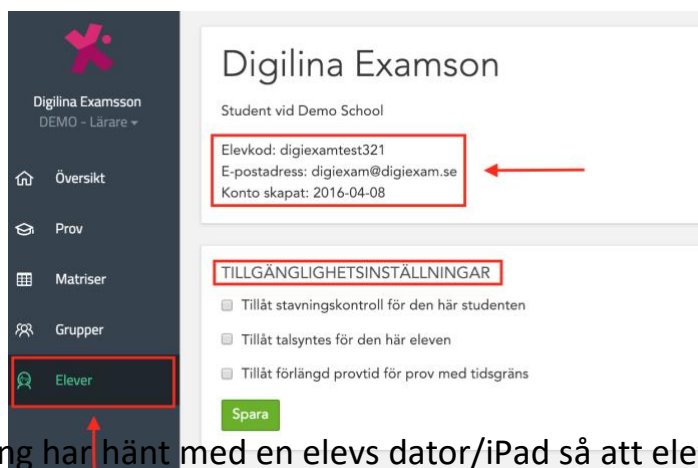 Digilina Examsson
DEMO - Lärare
Översikt
Prov
Matriser
Grupper
Elever
Digilina Examson
Student vid Demo School
Elevkod: digiexamtest321
E-postadress: digiexam@digiexam.se
Konto skapat: 2016-04-08
TILLGÄNGLIGHETSINSTÄLLNINGAR
Tillåt stavningskontroll för den här studenten
Tillåt talsyntes för den här eleven
Tillåt förlängd provtid för prov med tidsgräns
Spara
ng har hänt med en elevs dator/iPad så att ele